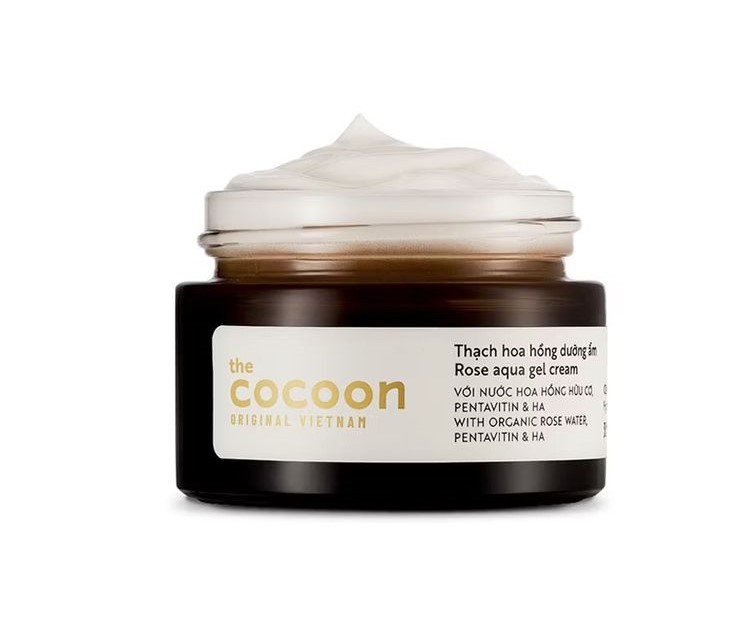 the
cocoon
ORIGINAL VIETNAM
Thạch hoa hồng dưỡng ẩm
Rose aqua gel cream
VỚI NƯỚC HOA HỒNG HỮU CƠ,
PENTAVITIN & HA
WITH ORGANIC ROSE WATER,
PENTAVITIN & HA